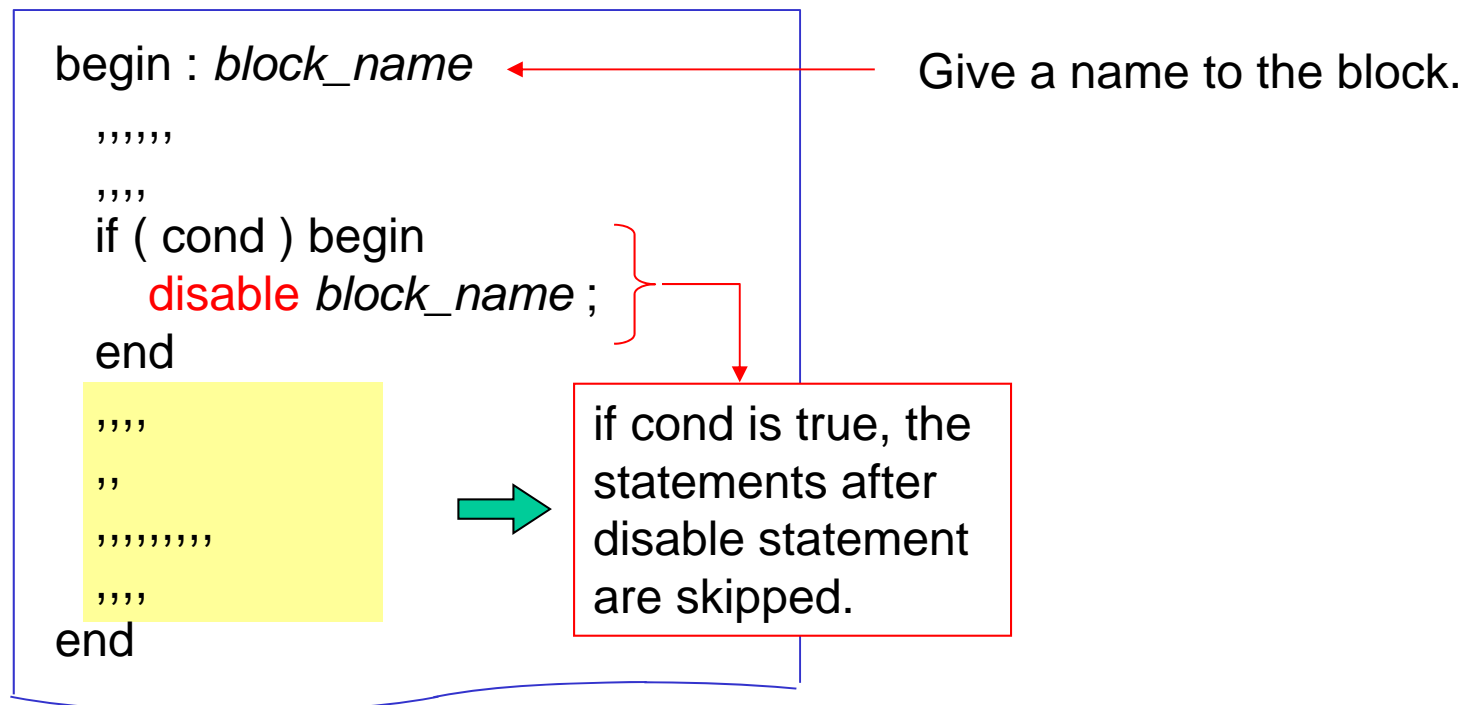 begin : block_name
Give a name to the block.
,,,,,,
,,,,
if ( cond ) begin
disable block_name ;
end
,,,,
,,
,,,,,,,,,
,,,,
end
if cond is true, the
statements after
disable statement
are skipped.